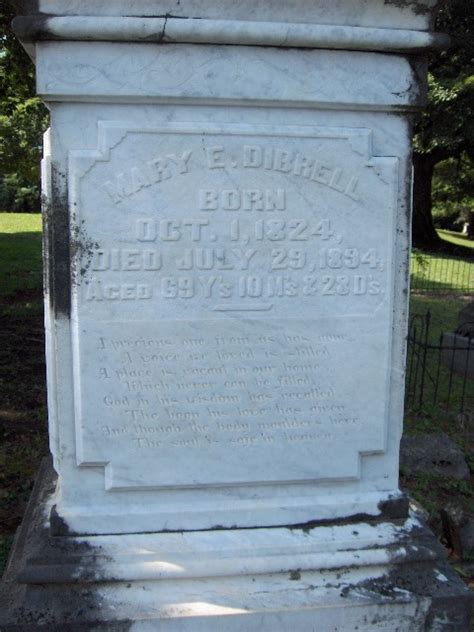 MARY E. DIBRELL
BORN
OCT. 1, 1824,
DIED JULY 29, 1894,
AGED 69 Ys 10 Ms & 28 Ds.
A precious one from us has gone,
A voice we loved is stilled
A place is vacant in our home
Which never can be filled
God in his wisdom has recalled
The boon his love has given
And though the body moulders here
The soul is safe in heaven.